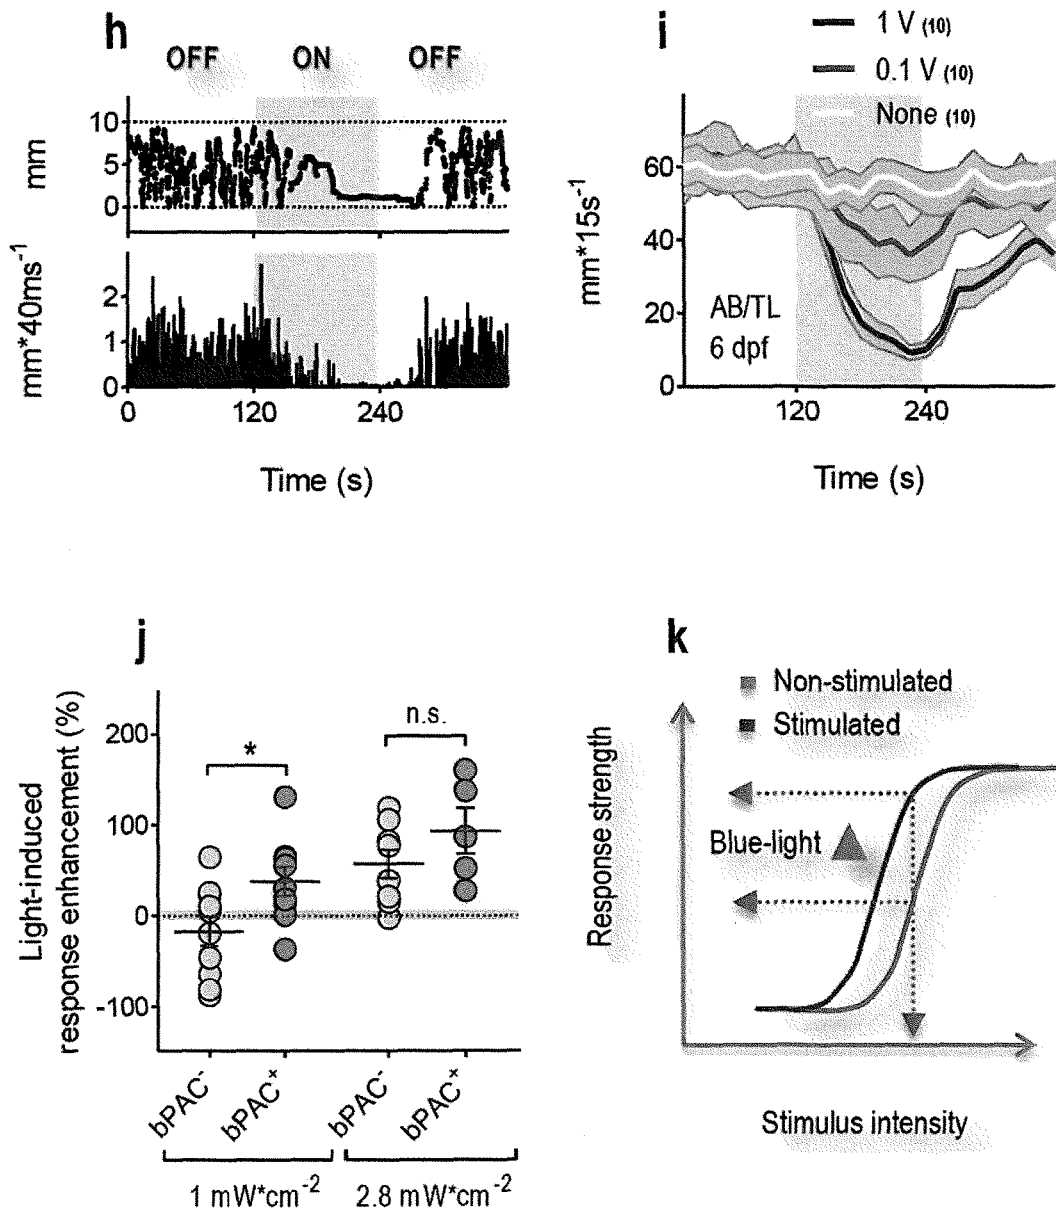 h
OFF ON OFF
10
5
0
mm
2
1
0
mm*40ms-1
0 120 240
Time (s)
i
1 V (10)
0.1 V (10)
None (10)
60
40
20
0
mm*15s-1
AB/TL
6 dpf
120 240
Time (s)
j
Light-induced
response enhancement (%)
200
100
0
-100
*
n.s.
bPAC-
bPAC+
bPAC-
bPAC+
1 mW*cm-2
2.8 mW*cm-2
k
Non-stimulated
Stimulated
Response strength
Blue-light
Stimulus intensity